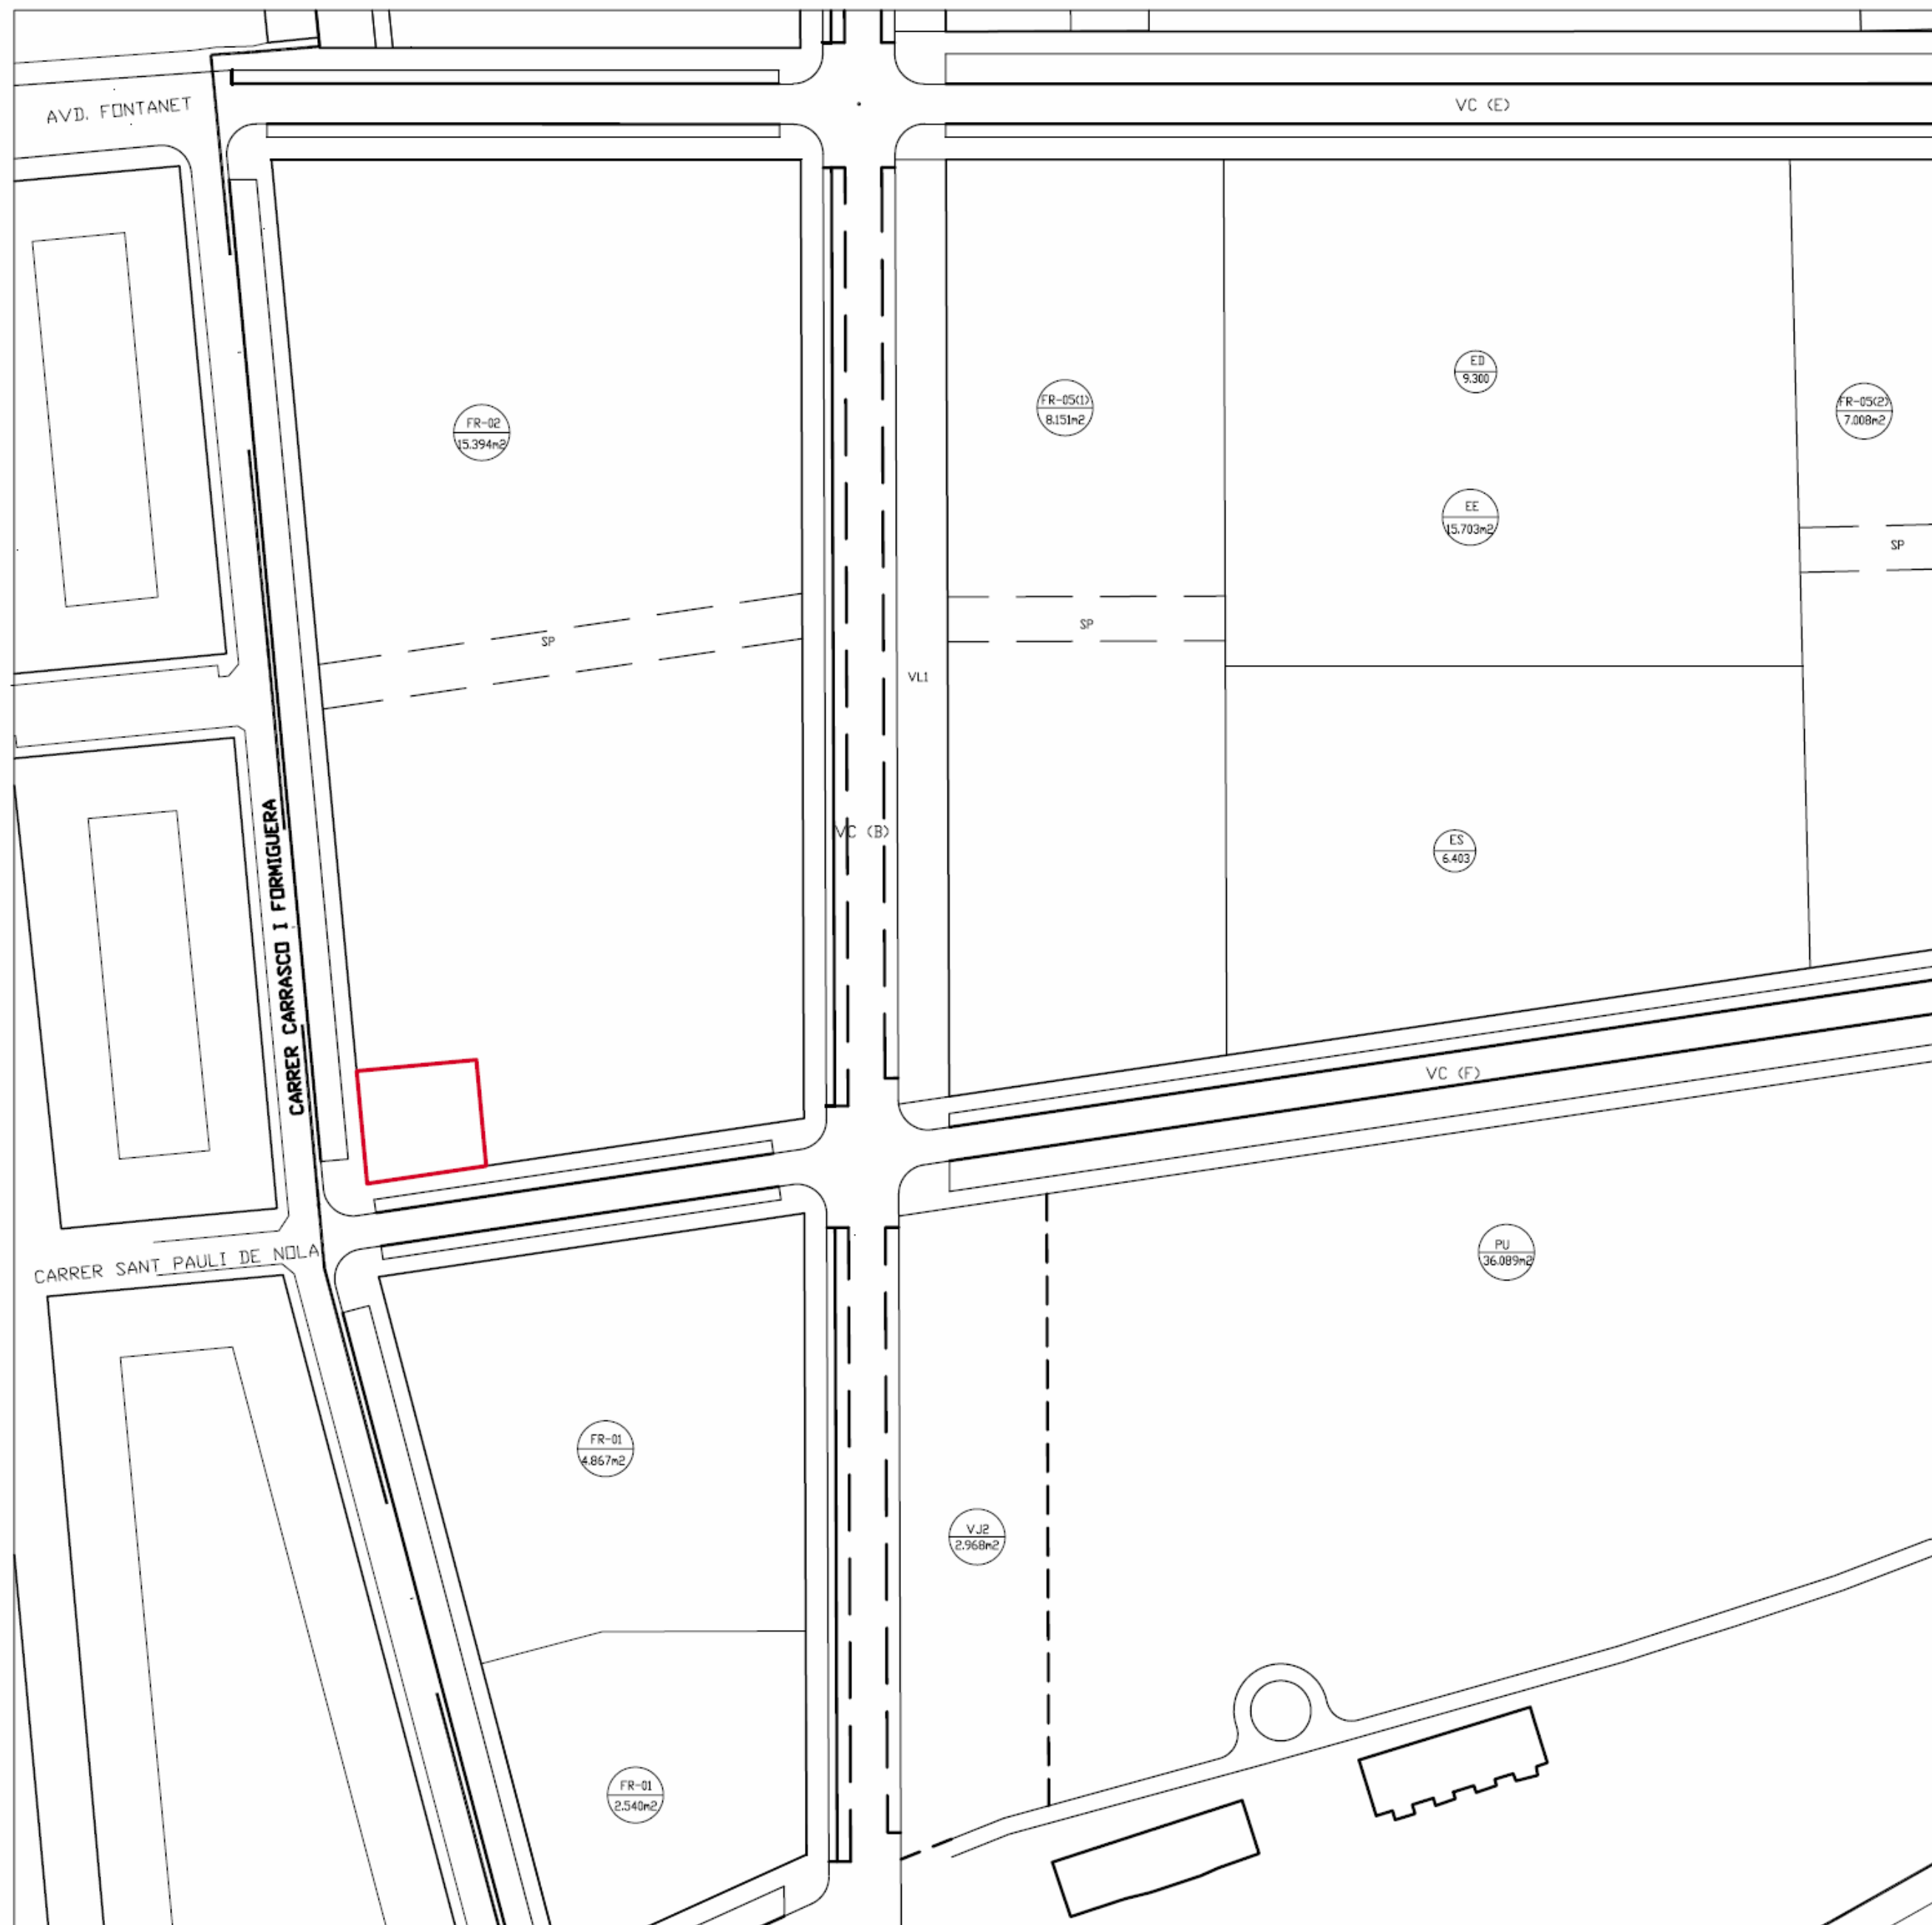 AVD. FONTANET
VC (E)
ED
9.300
FR-05(1)
8.151m2
FR-05(2)
7.008m2
FR-02
15.394m2
EE
15.703m2
SP
SP
SP
VL1
VC (B)
ES
6.403
CARRER CARRASCO I FORMIGUERA
VC (F)
CARRER SANT PAULI DE NOLA
PU
36.089m2
FR-01
4.867m2
VJ2
2.968m2
FR-01
2.540m2